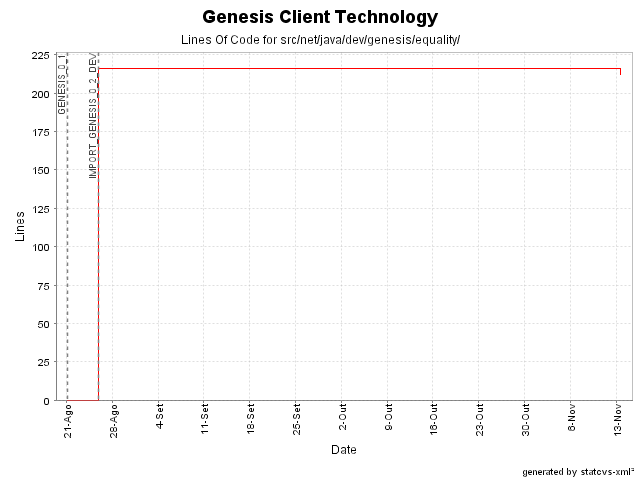 Genesis Client Technology
Lines Of Code for src/net/java/dev/genesis/equality/
225
200
175
150
125
100
75
50
25
0
Lines
GENESIS_0_1
IMPORT_GENESIS_0_2_DEV
21-Ago
28-Ago
4-Set
11-Set
18-Set
25-Set
2-Out
9-Out
16-Out
23-Out
30-Out
6-Nov
13-Nov
Date
generated by statcvs-xml²